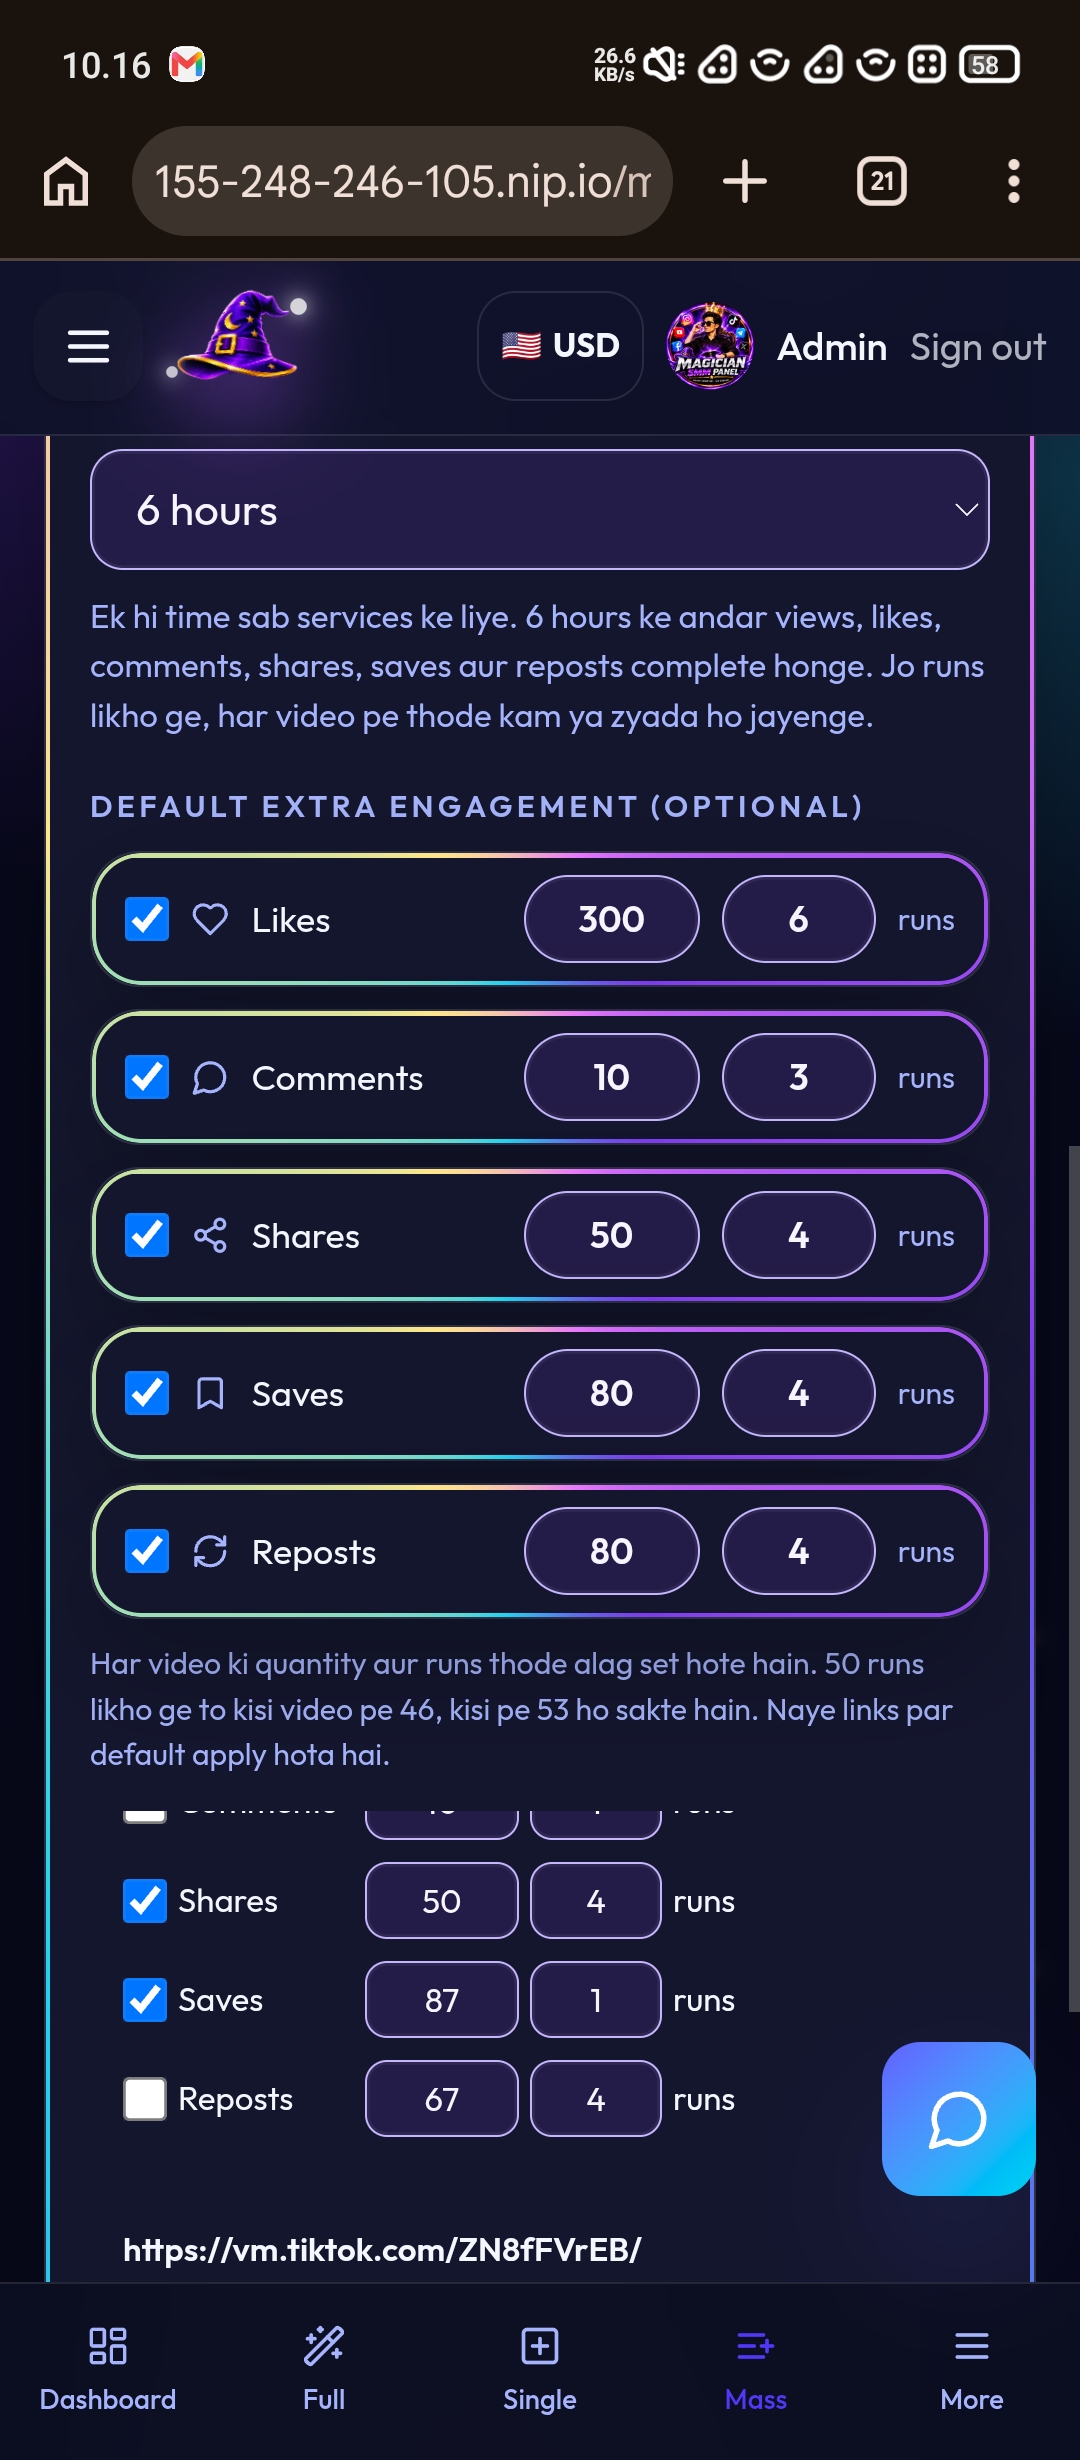 10.16
26.6
KB/s
58
155-248-246-105.nip.io/m
21
USD
MAGICIAN
SMM PANEL
Admin
Sign out
6 hours
Ek hi time sab services ke liye. 6 hours ke andar views, likes,
comments, shares, saves aur reposts complete honge. Jo runs
likho ge, har video pe thode kam ya zyada ho jayenge.
DEFAULT EXTRA ENGAGEMENT (OPTIONAL)
Likes 300 6 runs
Comments 10 3 runs
Shares 50 4 runs
Saves 80 4 runs
Reposts 80 4 runs
Har video ki quantity aur runs thode alag set hote hain. 50 runs
likho ge to kisi video pe 46, kisi pe 53 ho sakte hain. Naye links par
default apply hota hai.
Shares 50 4 runs
Saves 87 1 runs
Reposts 67 4 runs
https://vm.tiktok.com/ZN8fFVrEB/
Dashboard Full Single Mass More